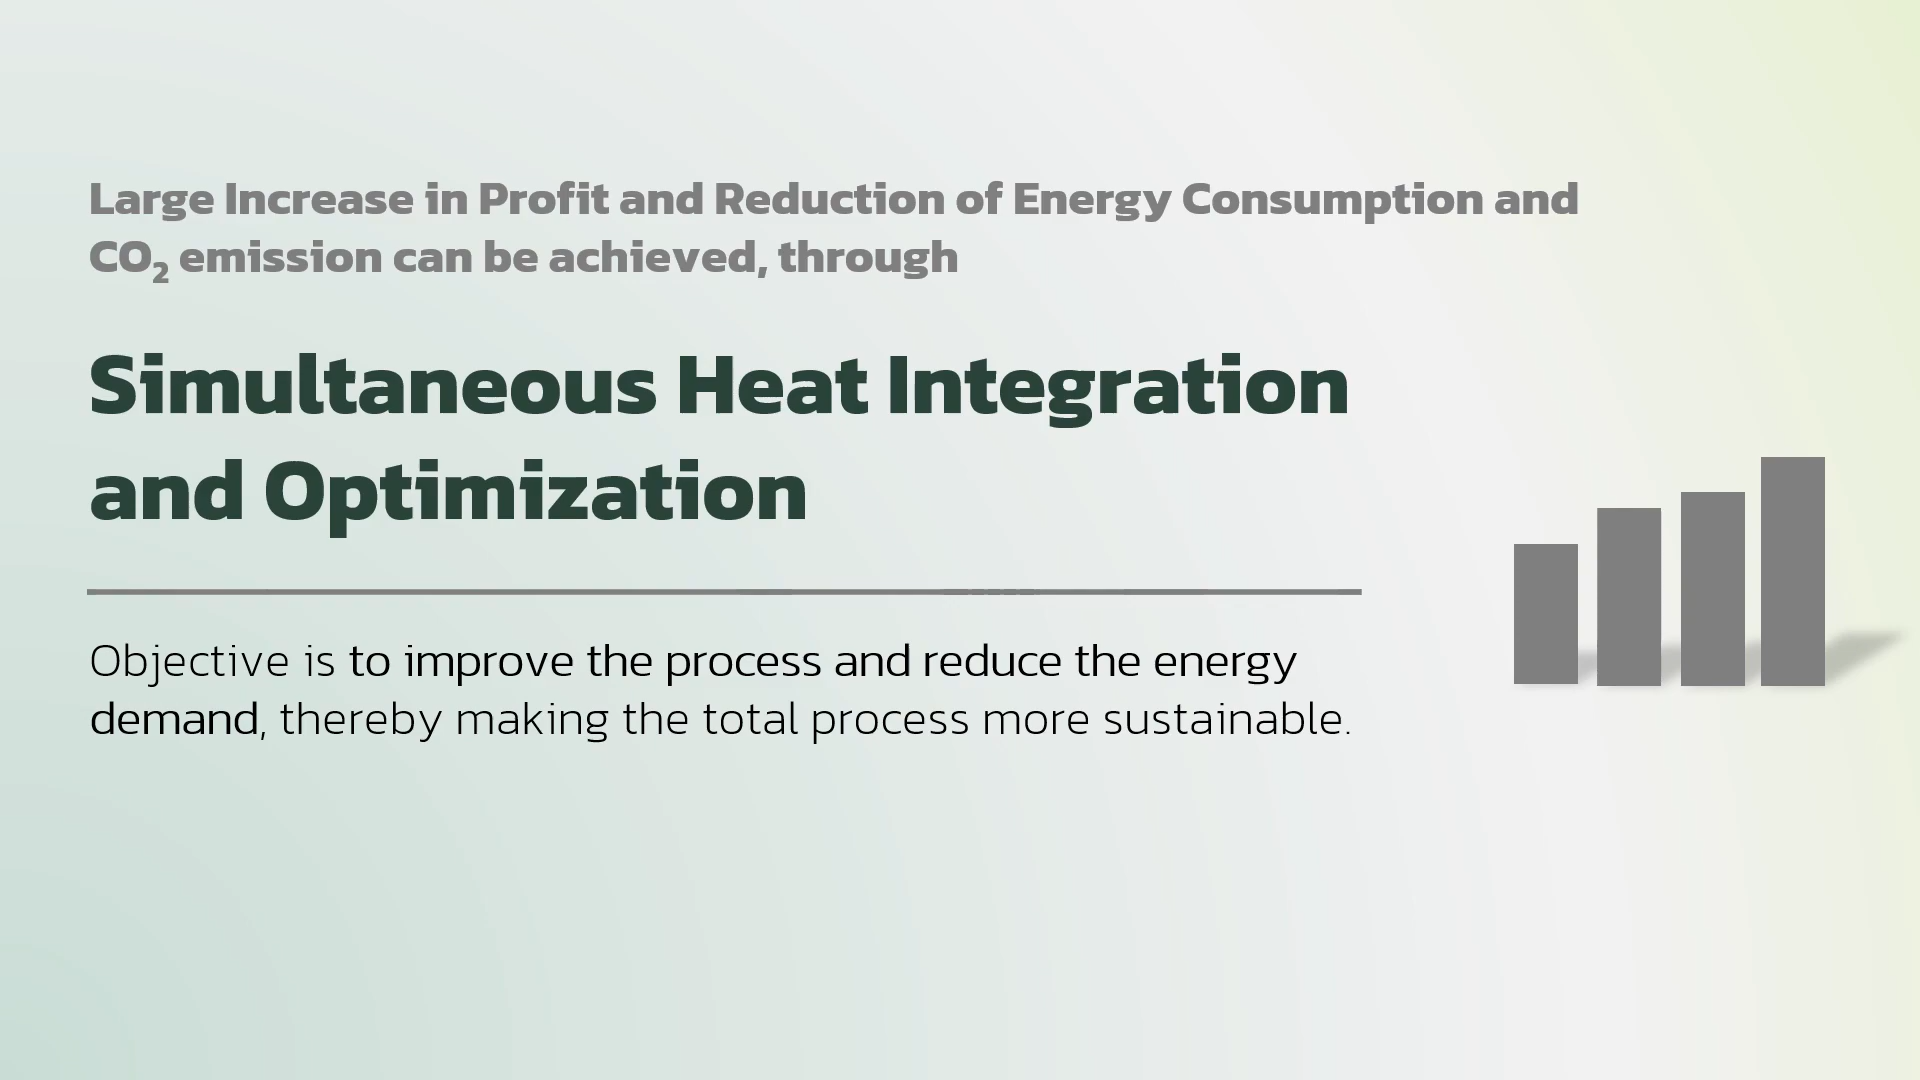 Large Increase in Profit and Reduction of Energy Consumption and
CO₂ emission can be achieved, through
Simultaneous Heat Integration
and Optimization
Objective is to improve the process and reduce the energy
demand, thereby making the total process more sustainable.